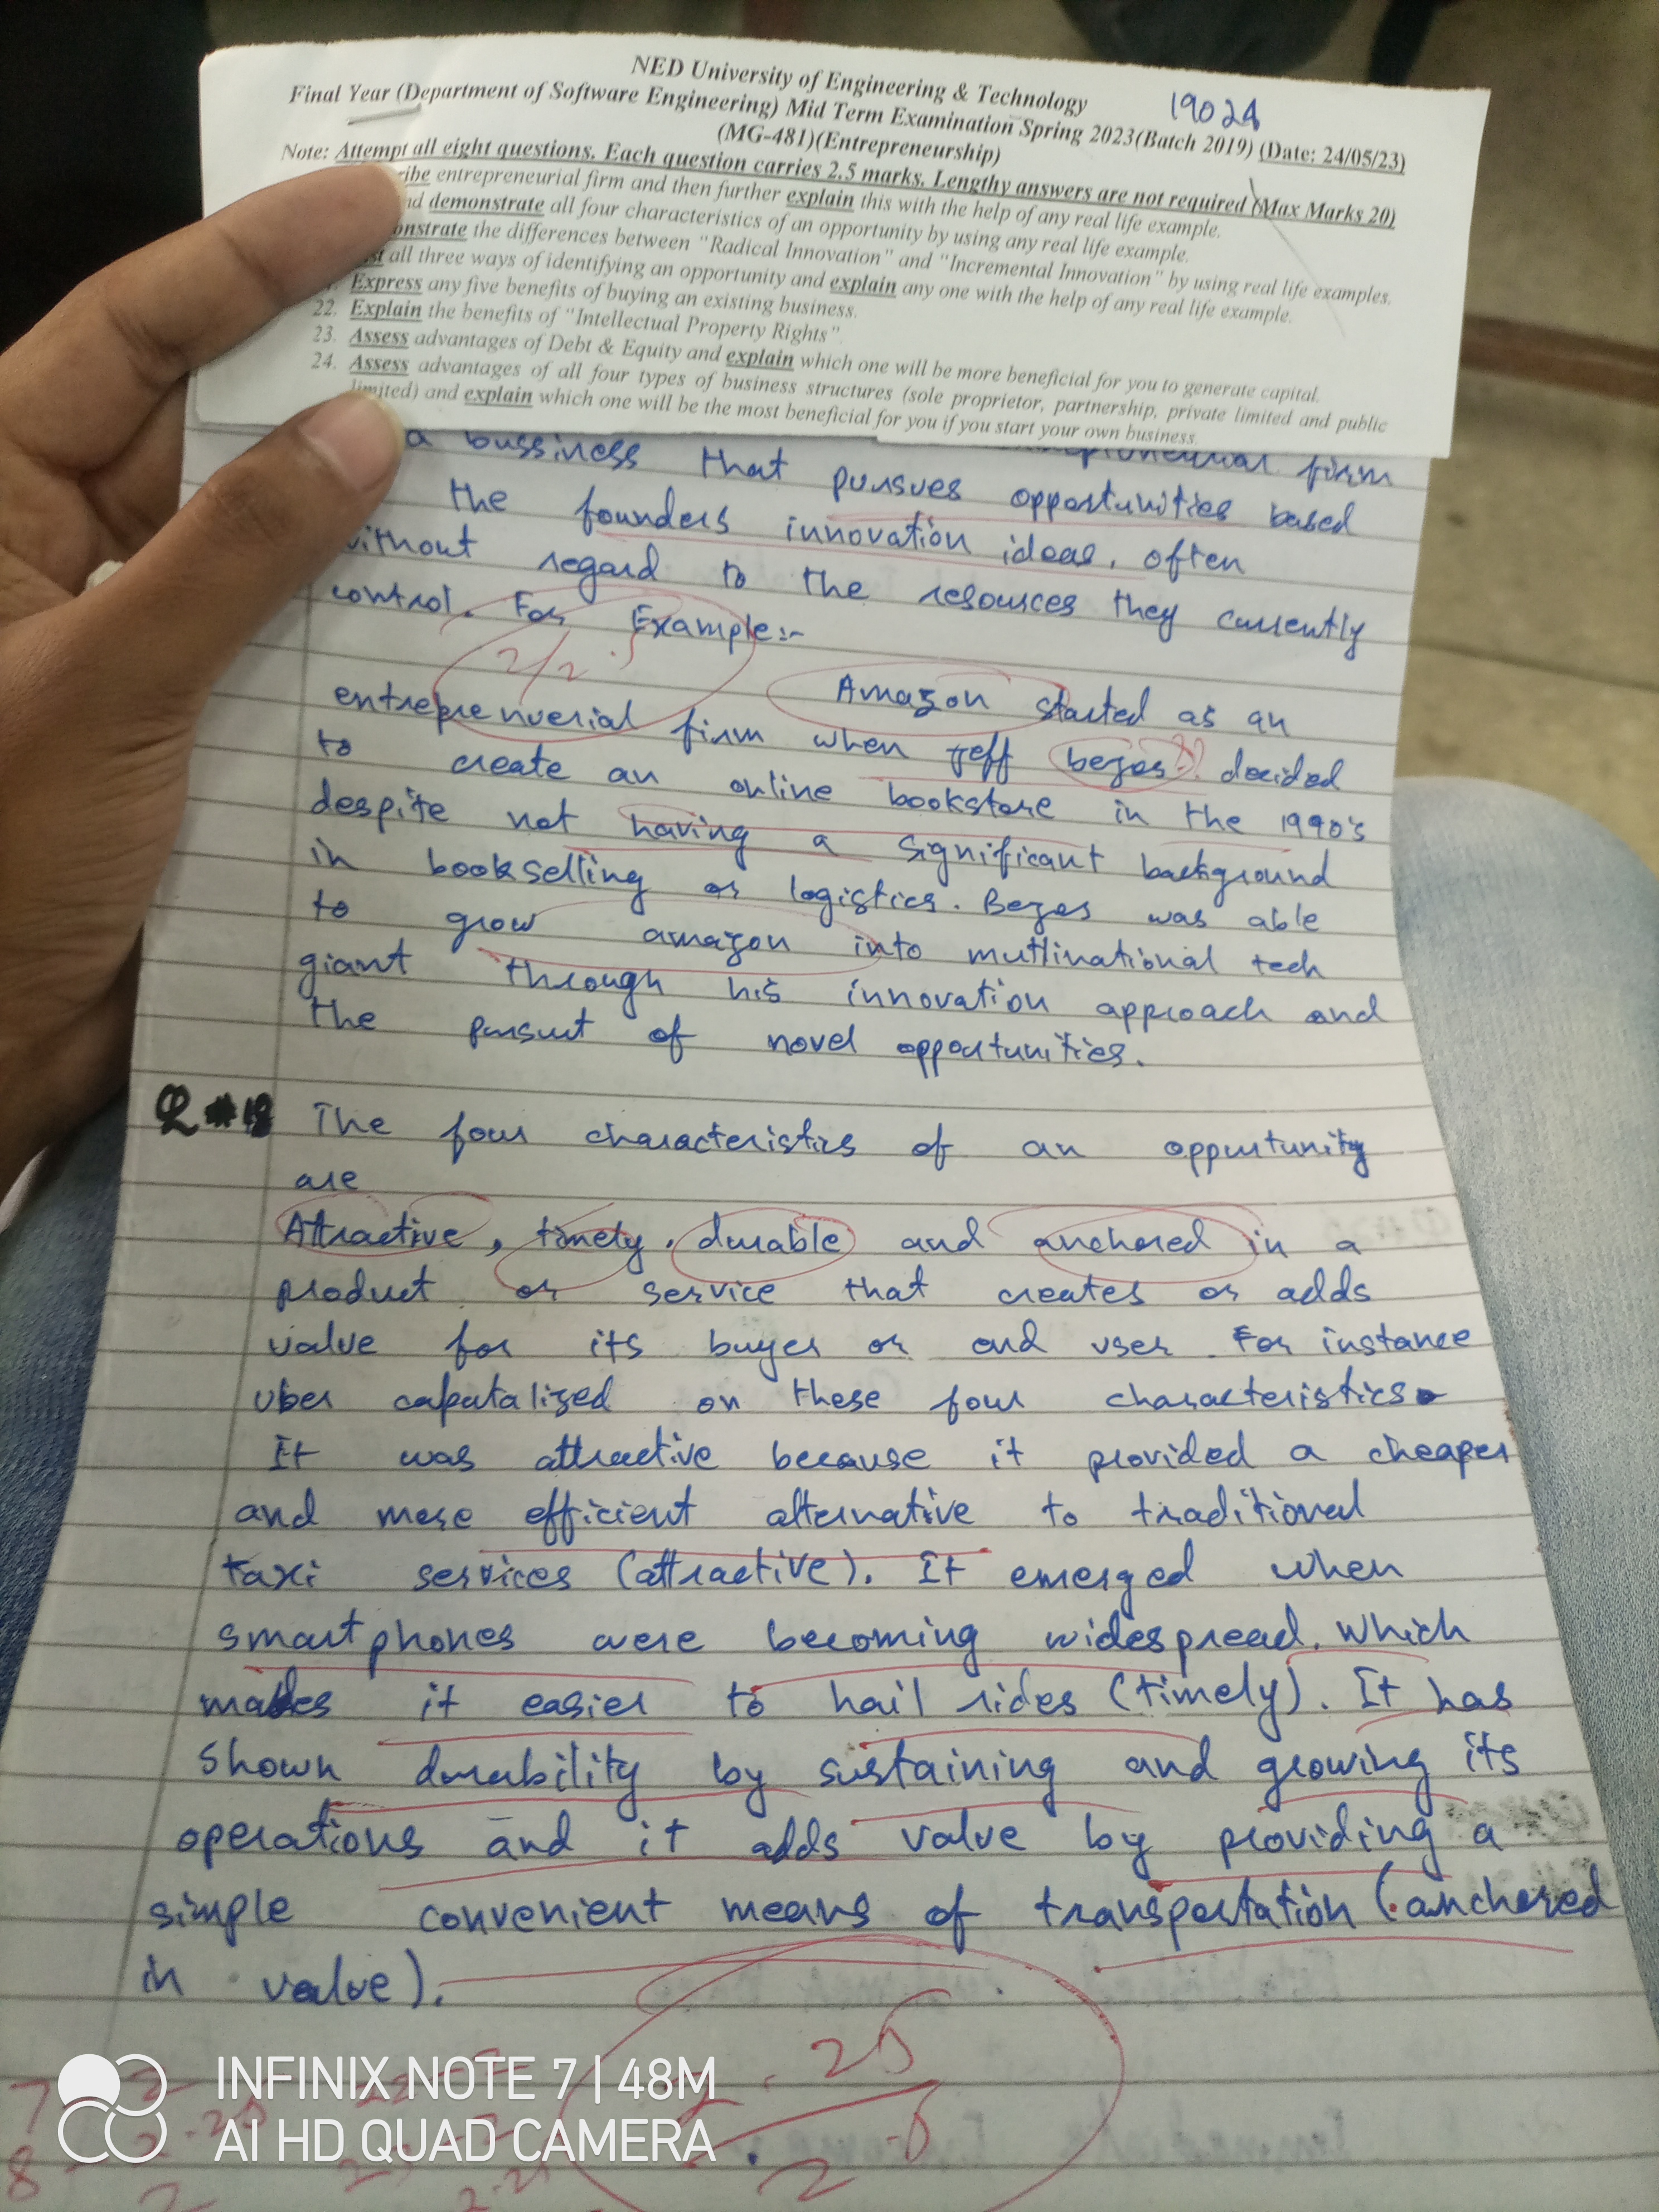 NED University of Engineering & Technology
19024
Final Year (Department of Software Engineering) Mid Term Examination Spring 2023(Batch 2019) (Date: 24/05/23)
(MG-481)(Entrepreneurship)
Note: Attempt all eight questions. Each question carries 2.5 marks. Lengthy answers are not required (Max Marks 20)
ribe entrepreneurial firm and then further explain this with the help of any real life example.
nd demonstrate all four characteristics of an opportunity by using any real life example.
onstrate the differences between "Radical Innovation" and "Incremental Innovation" by using real life examples.
st all three ways of identifying an opportunity and explain any one with the help of any real life example.
Express any five benefits of buying an existing business.
22. Explain the benefits of "Intellectual Property Rights"
23. Assess advantages of Debt & Equity and explain which one will be more beneficial for you to generate capital.
24. Assess advantages of all four types of business structures (sole proprietor, partnership, private limited and public
limited) and explain which one will be the most beneficial for you if you start your own business.
firm
a bussiness that pursues opportunities based
the founders innovation ideas, often
without regard to the resources they currently
control. For Example:-
2/2.5
Amazon started as an
entreprenuerial firm when Jeff bezos decided
to create an online bookstore in the 1990's
despite not having a significant background
in bookselling or logistics. Bezos was able
to grow amazon into mutlinational tech
giant through his innovation approach and
the pursuit of novel opportunities.
Q#18 The four characteristics of an oppurtunity
are
Attractive, timely, durable and anchored in a
product or service that creates or adds
value for its buyer or end user. For instance
uber capatalized on these four characteristics.
It was attractive because it provided a cheaper
and more efficient alternative to traditional
taxi services (attractive). It emerged when
smartphones were becoming widespread, which
makes it easier to hail rides (timely). It has
shown durability by sustaining and growing its
operations and it adds value by providing a
simple convenient means of transportation (anchored
in value).
2.25
2.5
INFINIX NOTE 7 | 48M
AI HD QUAD CAMERA